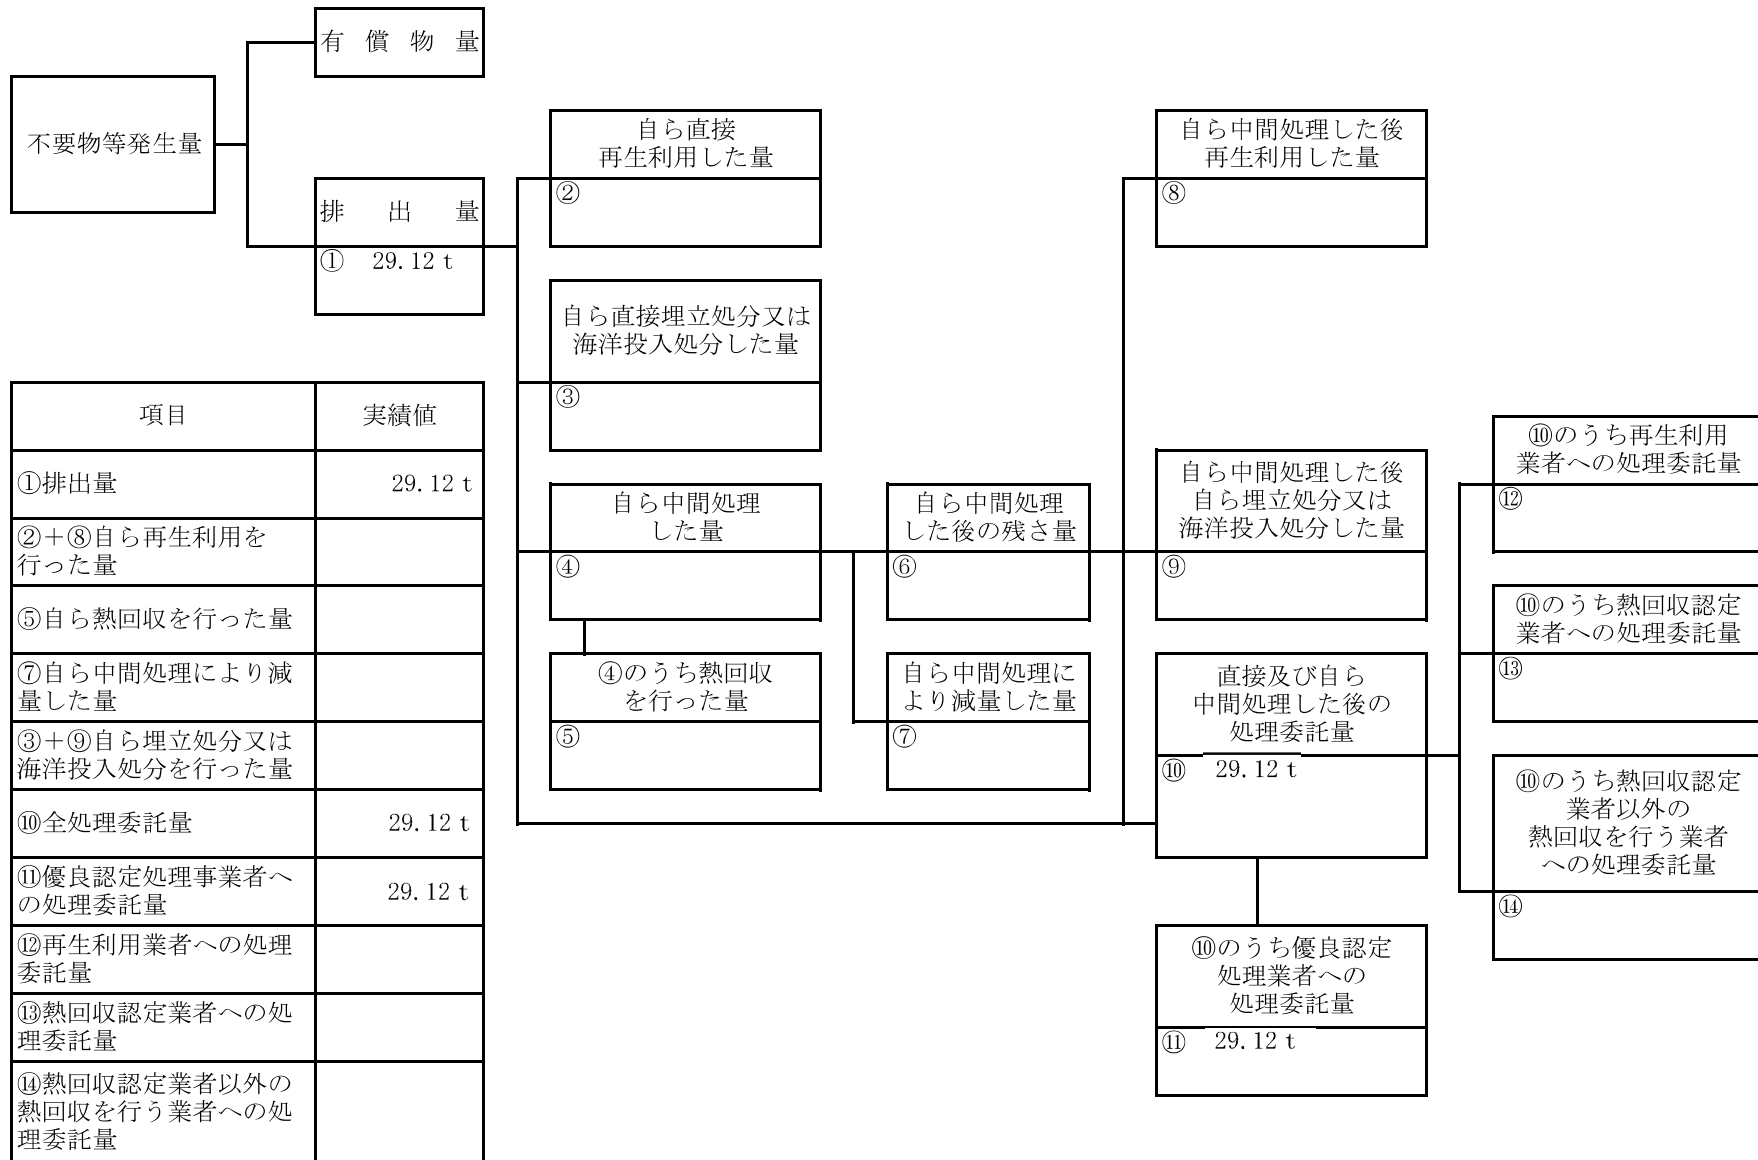 有償物量
不要物等発生量
排出量
① 29.12 t
自ら直接
再生利用した量
②
自ら直接埋立処分又は
海洋投入処分した量
③
自ら中間処理
した量
④
④のうち熱回収
を行った量
⑤
自ら中間処理
した後の残さ量
⑥
自ら中間処理に
より減量した量
⑦
自ら中間処理した後
再生利用した量
⑧
自ら中間処理した後
自ら埋立処分又は
海洋投入処分した量
⑨
直接及び自ら
中間処理した後の
処理委託量
⑩ 29.12 t
⑩のうち優良認定
処理業者への
処理委託量
⑪ 29.12 t
⑩のうち再生利用
業者への処理委託量
⑫
⑩のうち熱回収認定
業者への処理委託量
⑬
⑩のうち熱回収認定
業者以外の
熱回収を行う業者
への処理委託量
⑭
項目 実績値
①排出量 29.12 t
②＋⑧自ら再生利用を
行った量
⑤自ら熱回収を行った量
⑦自ら中間処理により減
量した量
③＋⑨自ら埋立処分又は
海洋投入処分を行った量
⑩全処理委託量 29.12 t
⑪優良認定処理事業者へ
の処理委託量 29.12 t
⑫再生利用業者への処理
委託量
⑬熱回収認定業者への処
理委託量
⑭熱回収認定業者以外の
熱回収を行う業者への処
理委託量